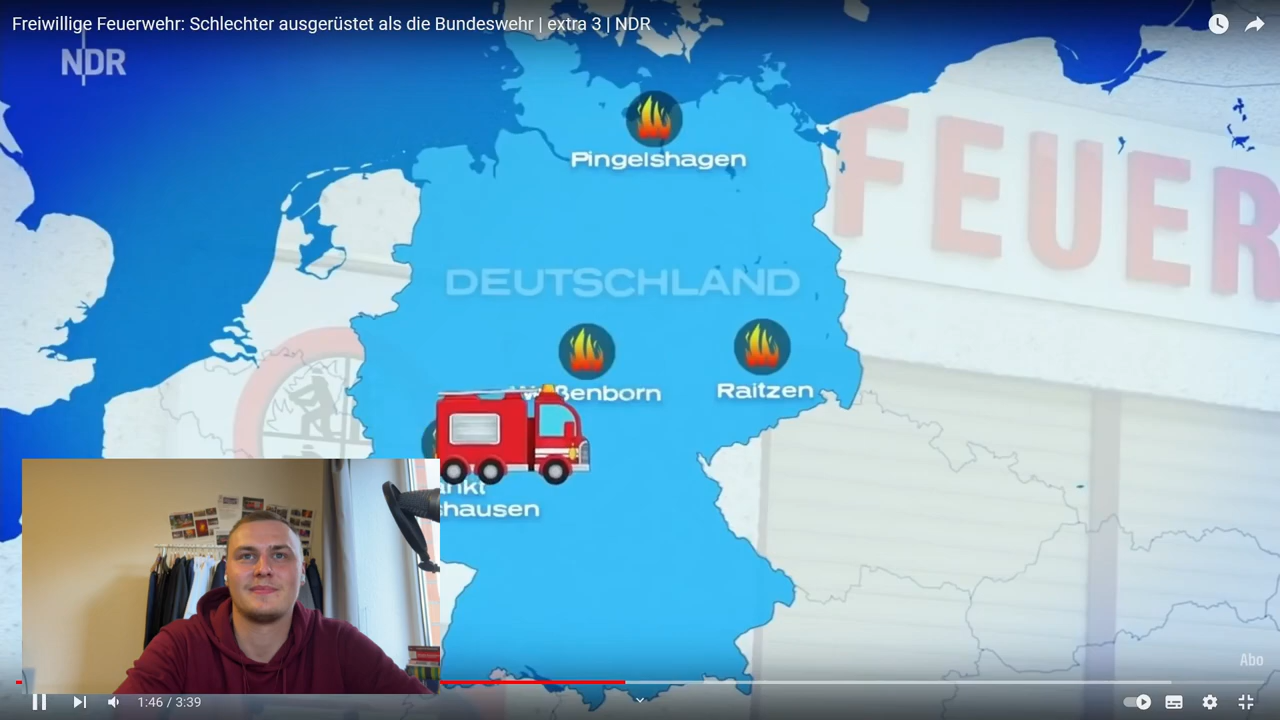 Freiwillige Feuerwehr: Schlechter ausgerüstet als die Bundeswehr | extra 3 | NDR
NDR
Pingelshagen
FEUER
DEUTSCHLAND
Raitzen
hausen
Abo
1:46 / 3:39